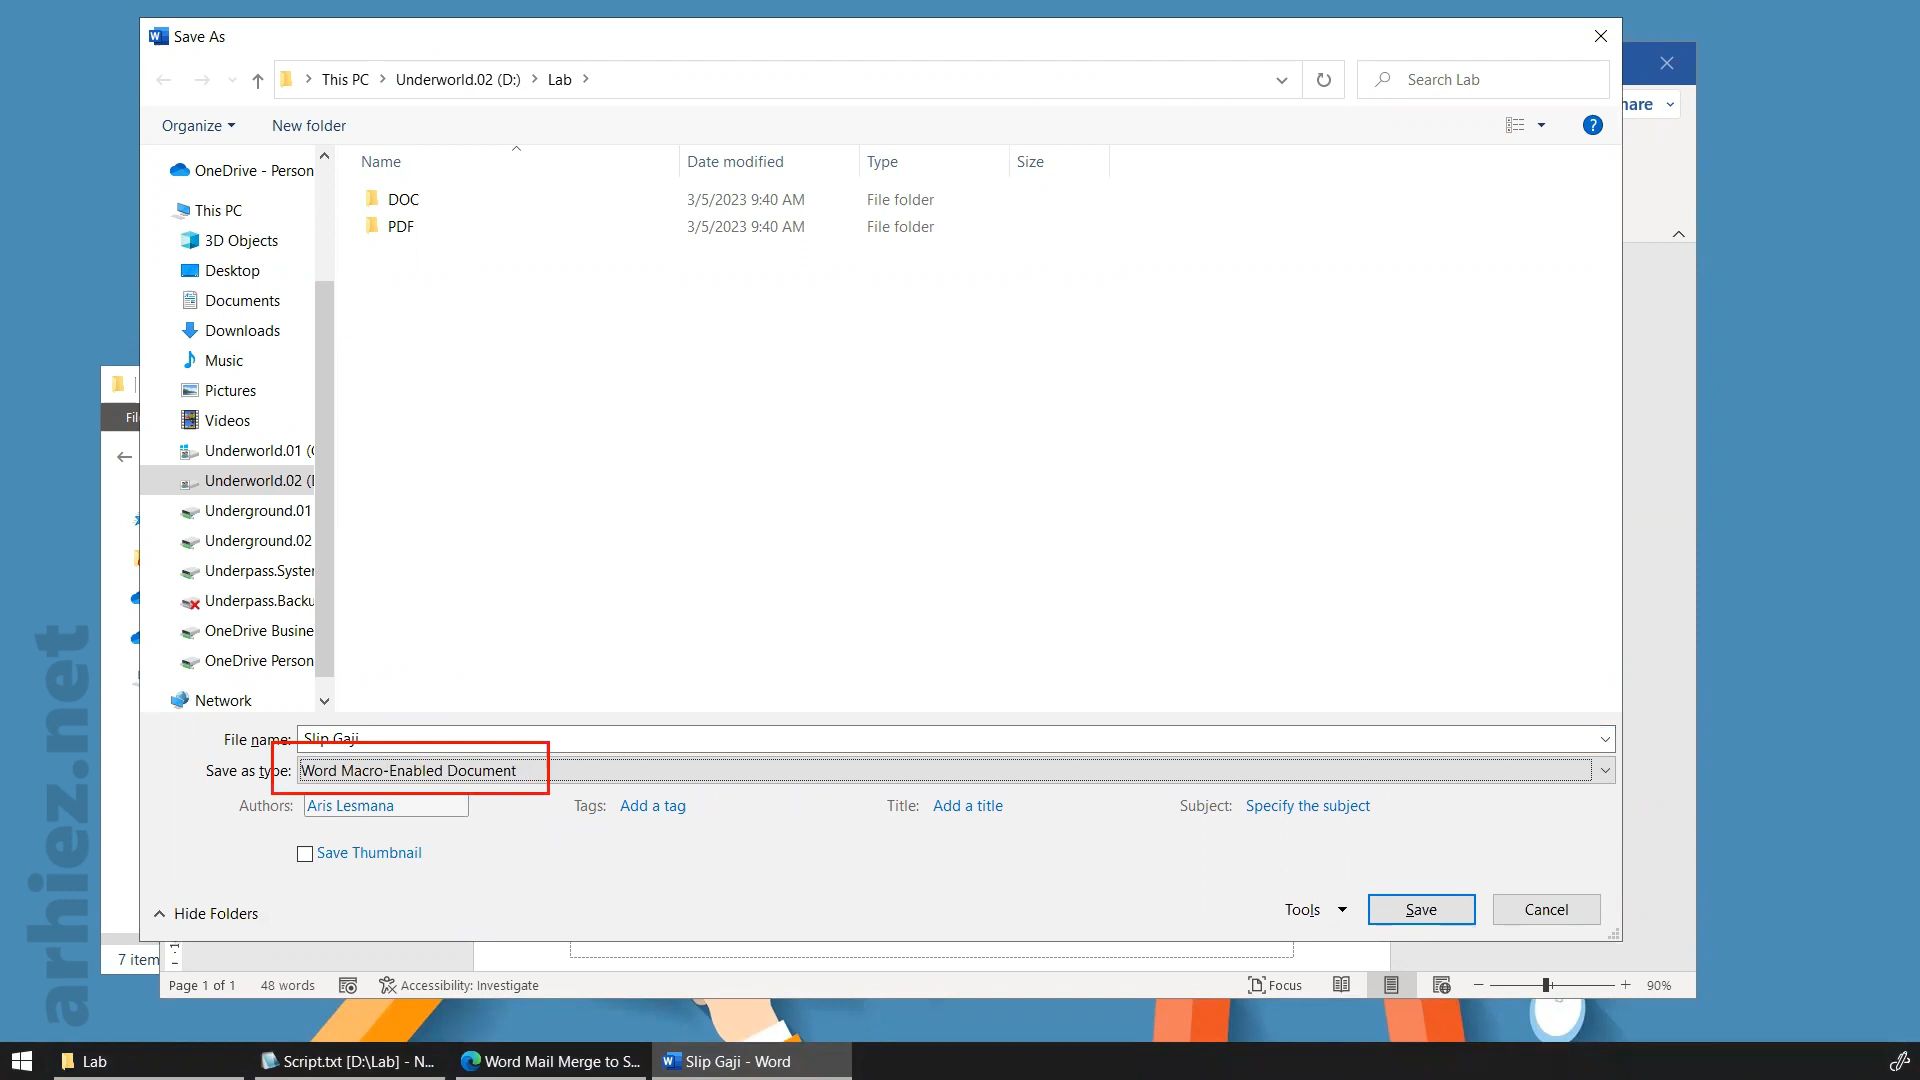 Save As
This PC Underworld.02 (D:) Lab
Search Lab
hare
Organize New folder
?
Name Date modified Type Size
DOC 3/5/2023 9:40 AM File folder
PDF 3/5/2023 9:40 AM File folder
OneDrive - Person
This PC
3D Objects
Desktop
Documents
Downloads
Music
Pictures
Videos
Underworld.01 (
Underworld.02 (
Underground.01
Underground.02
Underpass.System
Underpass.Backu
OneDrive Busine
OneDrive Person
Network
Fil
File name: Slip Gaji
Save as type: Word Macro-Enabled Document
Authors: Aris Lesmana Tags: Add a tag Title: Add a title Subject: Specify the subject
Save Thumbnail
Hide Folders Tools Save Cancel
7 item
Page 1 of 1 48 words Accessibility: Investigate Focus 90%
Lab Script.txt [D:\Lab] - N... Word Mail Merge to S... Slip Gaji - Word
arhiez.net